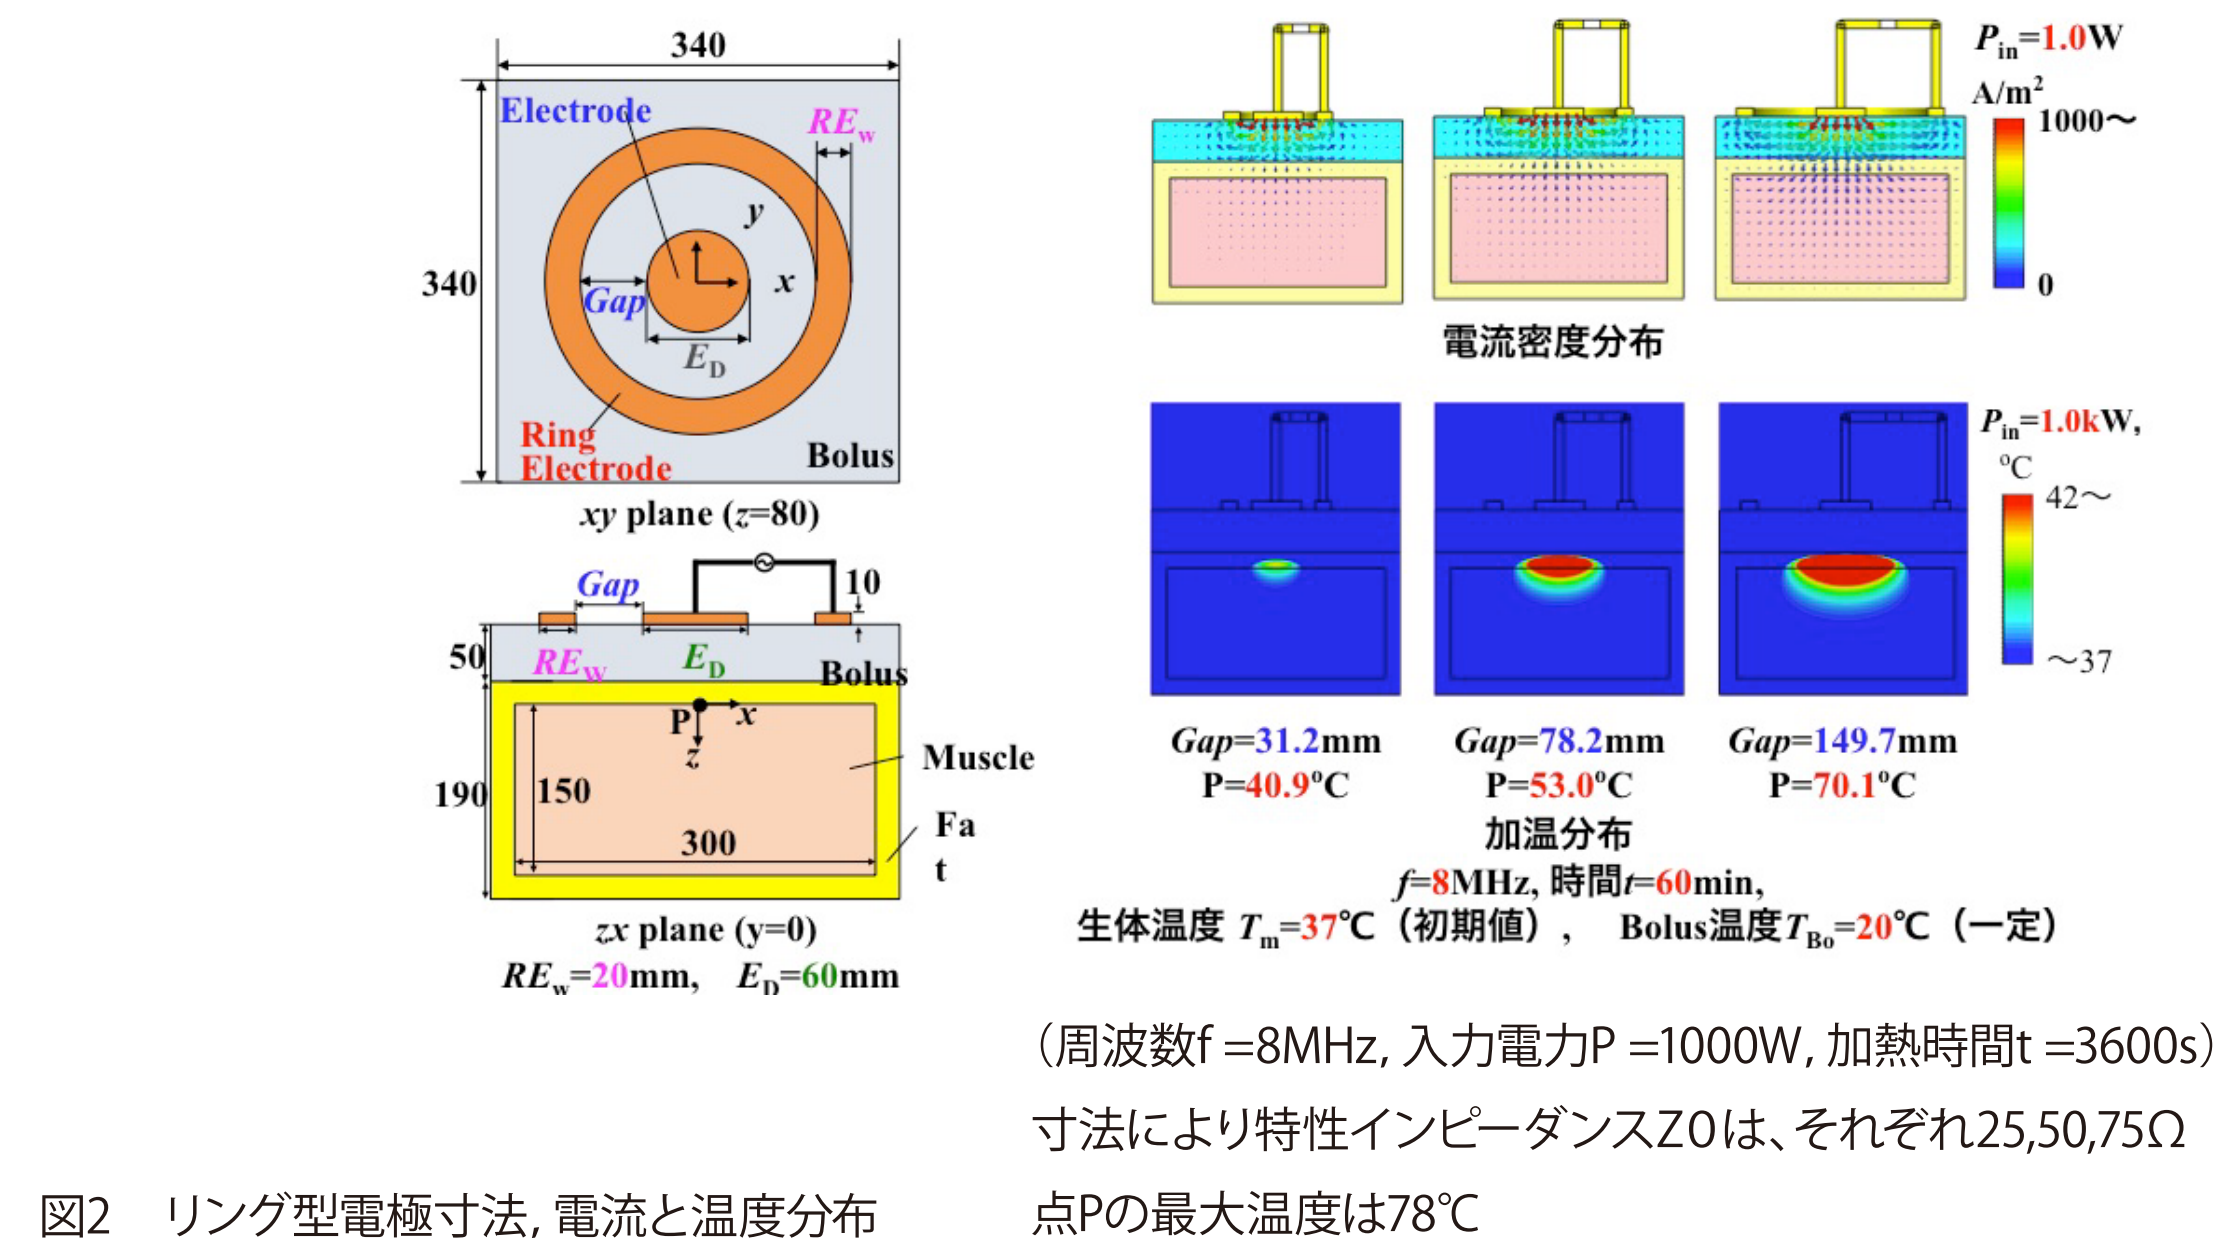 340
Electrode
REw
340
y
x
Gap
ED
Ring
Electrode
Bolus
xy plane (z=80)
Gap
10
50
REW
ED
Bolus
P
x
z
Muscle
190
150
300
Fa
t
zx plane (y=0)
REw=20mm, ED=60mm
Pin=1.0W
A/m²
1000～
0
電流密度分布
Pin=1.0kW,
℃
42～
～37
Gap=31.2mm Gap=78.2mm Gap=149.7mm
P=40.9℃ P=53.0℃ P=70.1℃
加温分布
f=8MHz, 時間t=60min,
生体温度 Tm=37℃（初期値）, Bolus温度TBo=20℃（一定）
（周波数f =8MHz, 入力電力P =1000W, 加熱時間t =3600s）
寸法により特性インピーダンスZ0は、それぞれ25,50,75Ω
点Pの最大温度は78℃
図2 リング型電極寸法, 電流と温度分布